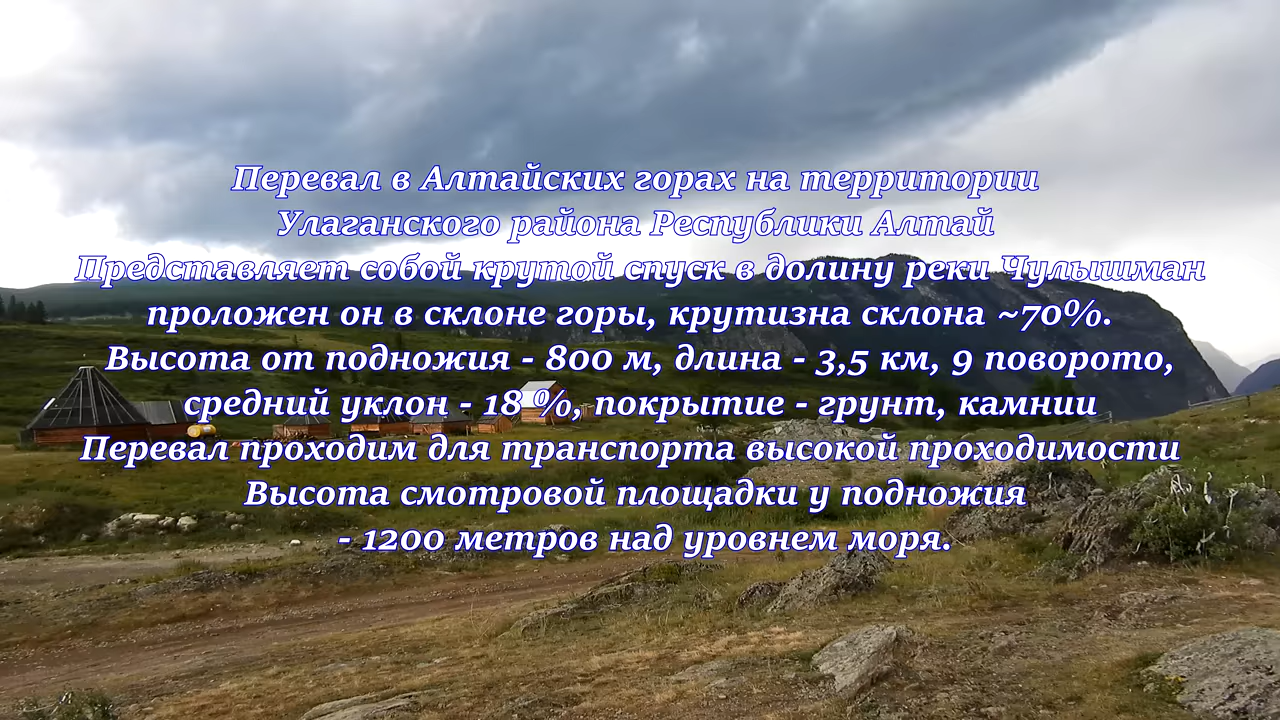 Перевал в Алтайских горах на территории
Улаганского района Республики Алтай
Представляет собой крутой спуск в долину реки Чулышман
проложен он в склоне горы, крутизна склона ~70%.
Высота от подножия - 800 м, длина - 3,5 км, 9 поворото,
средний уклон - 18 %, покрытие - грунт, камнии
Перевал проходим для транспорта высокой проходимости
Высота смотровой площадки у подножия
- 1200 метров над уровнем моря.